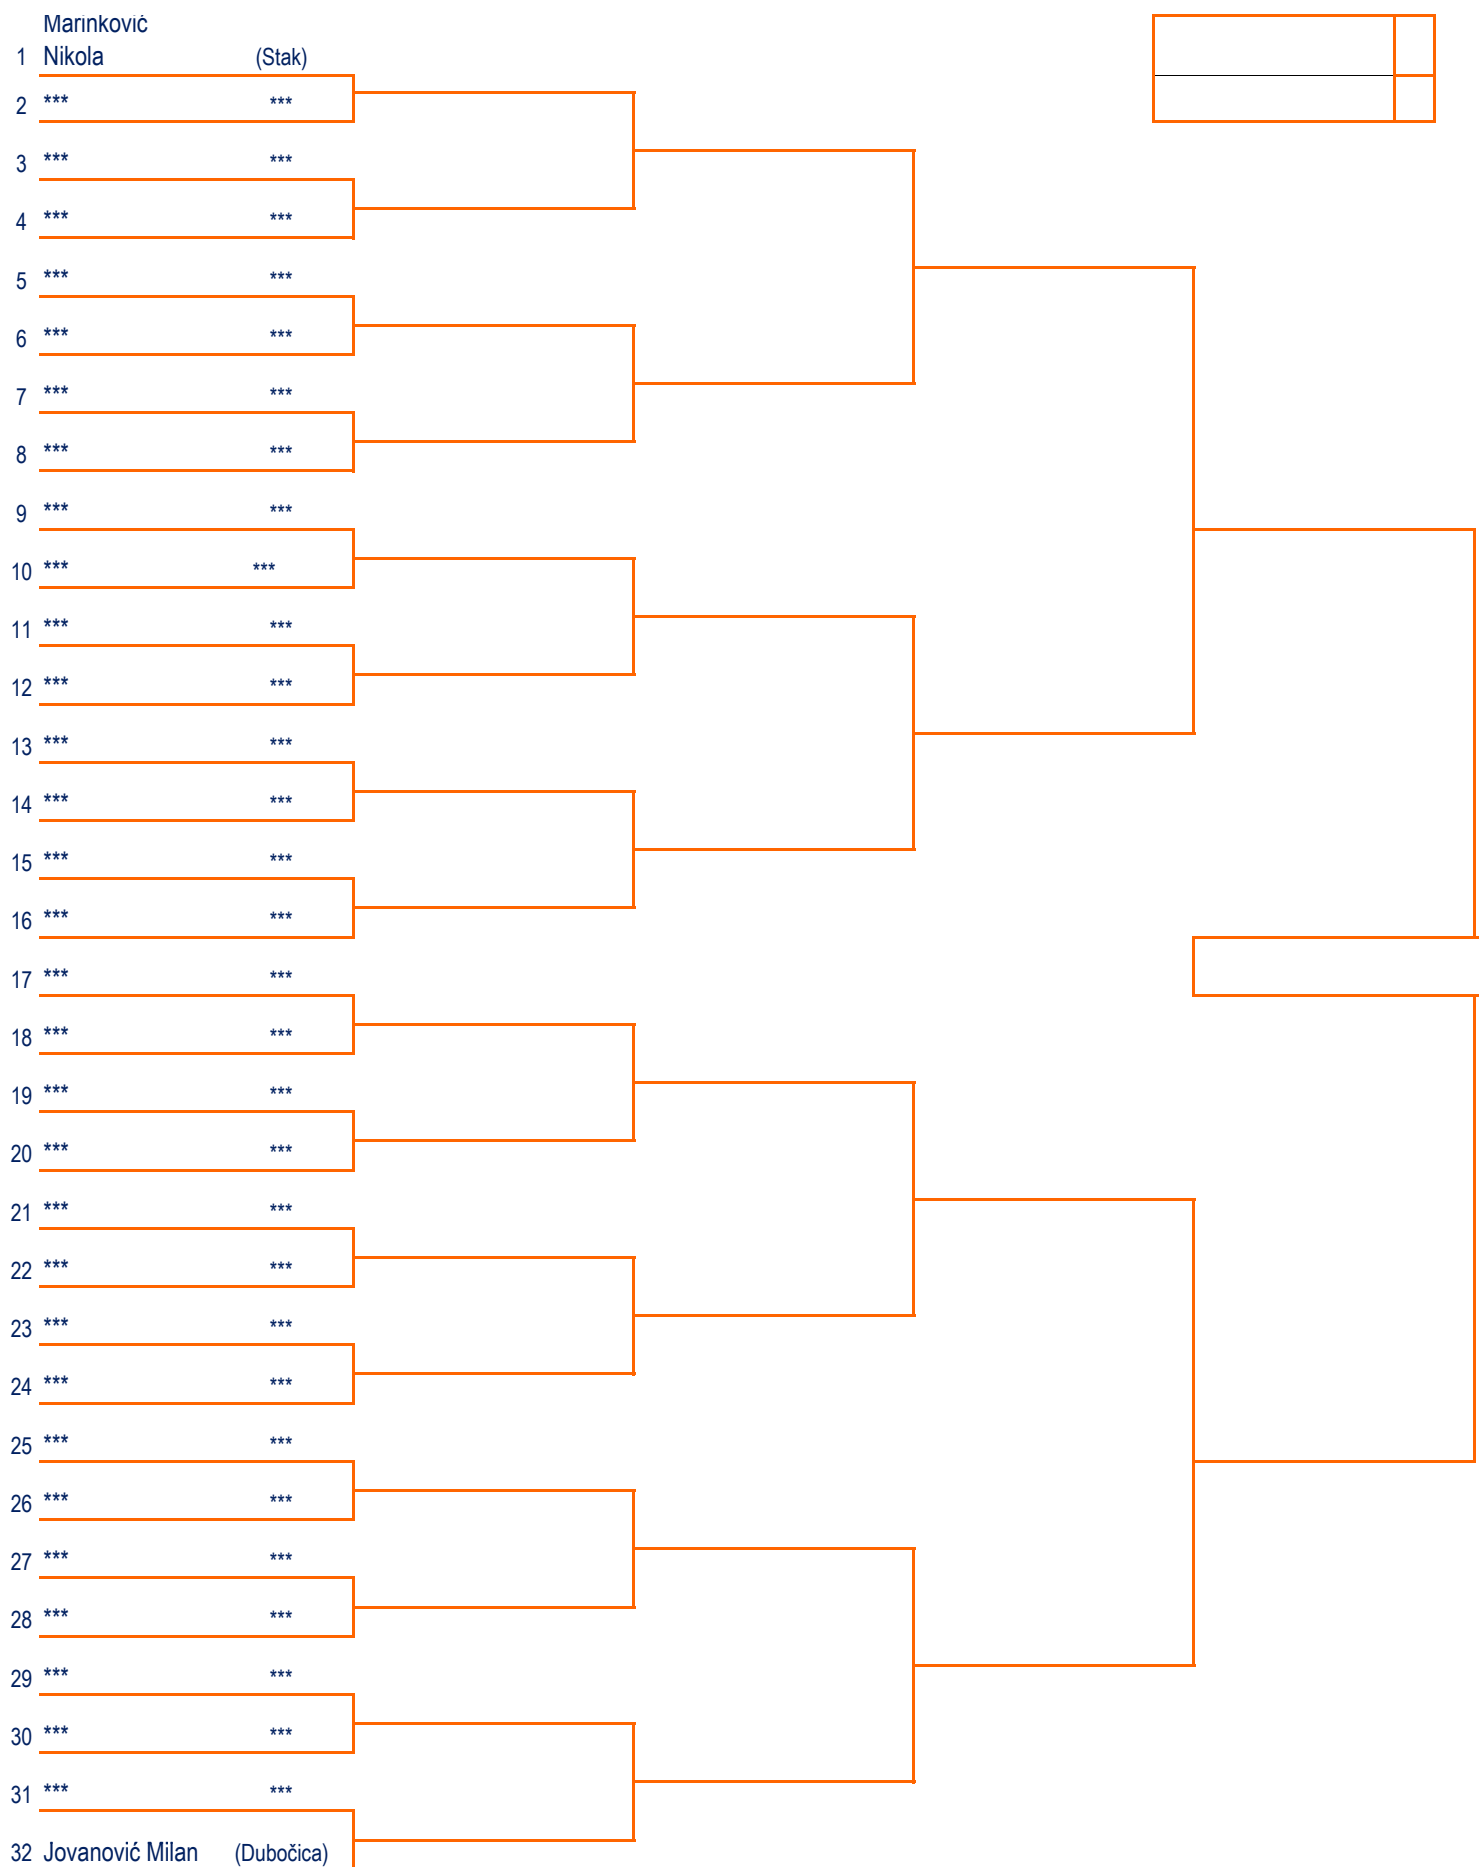 Marinković
1 Nikola (Stak)
2 *** ***
3 *** ***
4 *** ***
5 *** ***
6 *** ***
7 *** ***
8 *** ***
9 *** ***
10 *** ***
11 *** ***
12 *** ***
13 *** ***
14 *** ***
15 *** ***
16 *** ***
17 *** ***
18 *** ***
19 *** ***
20 *** ***
21 *** ***
22 *** ***
23 *** ***
24 *** ***
25 *** ***
26 *** ***
27 *** ***
28 *** ***
29 *** ***
30 *** ***
31 *** ***
32 Jovanović Milan (Dubočica)